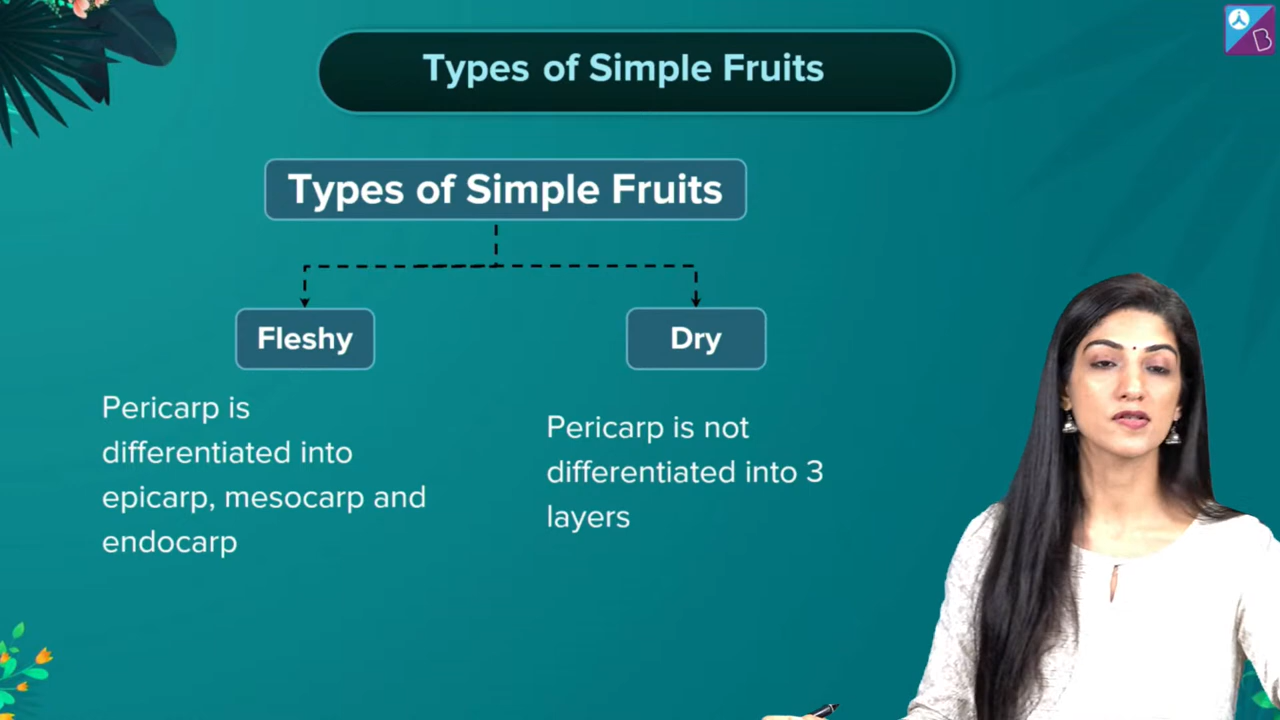 Types of Simple Fruits
Types of Simple Fruits
Fleshy
Dry
Pericarp is
differentiated into
epicarp, mesocarp and
endocarp
Pericarp is not
differentiated into 3
layers
B